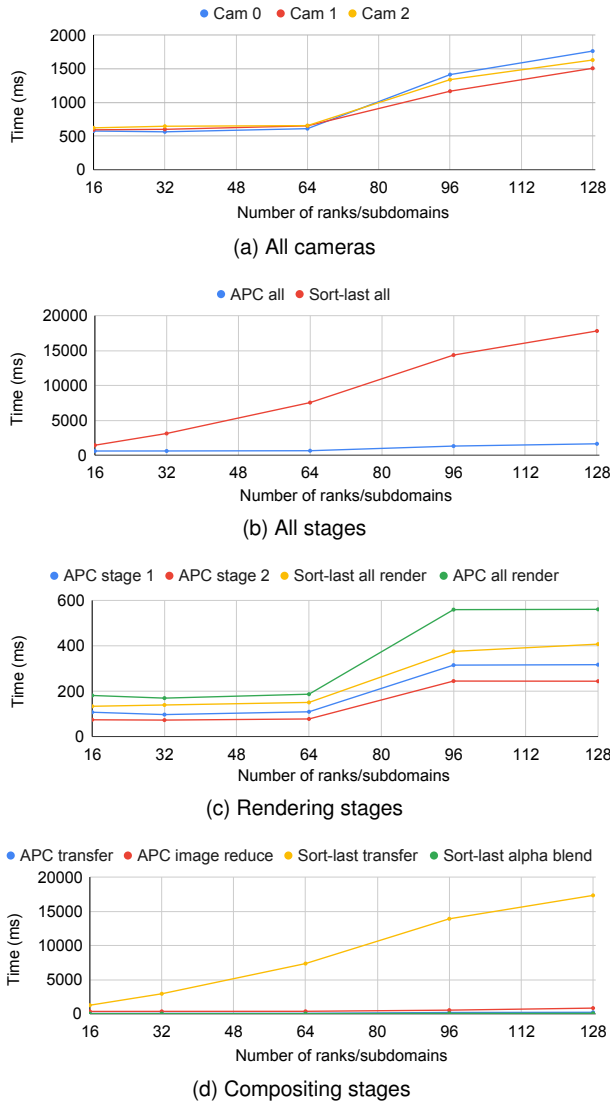 Cam 0 Cam 1 Cam 2
2000
1500
1000
500
0
Time (ms)
16 32 48 64 80 96 112 128
Number of ranks/subdomains
(a) All cameras
APC all Sort-last all
20000
15000
10000
5000
0
Time (ms)
16 32 48 64 80 96 112 128
Number of ranks/subdomains
(b) All stages
APC stage 1 APC stage 2 Sort-last all render APC all render
600
400
200
0
Time (ms)
16 32 48 64 80 96 112 128
Number of ranks/subdomains
(c) Rendering stages
APC transfer APC image reduce Sort-last transfer Sort-last alpha blend
20000
15000
10000
5000
0
Time (ms)
16 32 48 64 80 96 112 128
Number of ranks/subdomains
(d) Compositing stages